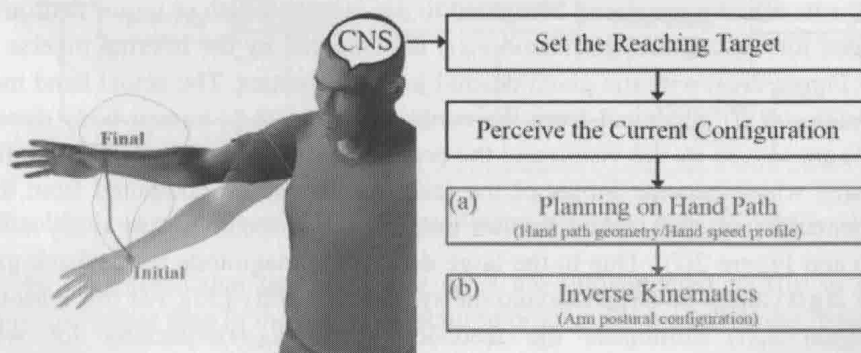 CNS
Set the Reaching Target
Perceive the Current Configuration
(a)
Planning on Hand Path
(Hand path geometry/Hand speed profile)
(b)
Inverse Kinematics
(Arm postural configuration)
Final
Initial